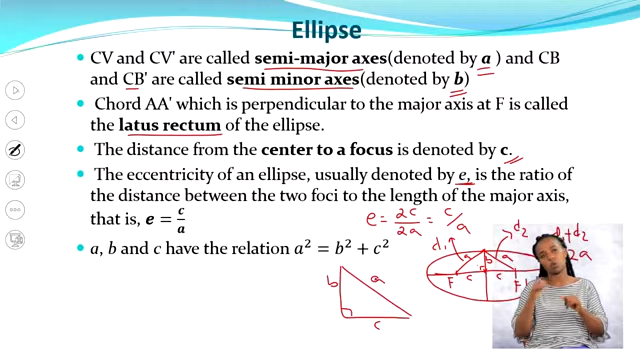 Ellipse
• CV and CV' are called semi-major axes(denoted by a ) and CB
and CB' are called semi minor axes(denoted by b)
• Chord AA' which is perpendicular to the major axis at F is called
the latus rectum of the ellipse.
• The distance from the center to a focus is denoted by c.
• The eccentricity of an ellipse, usually denoted by e, is the ratio of
the distance between the two foci to the length of the major axis,
that is, e = c/a
e = 2c/2a = c/a
• a, b and c have the relation a² = b² + c²
d1 d2
d2
2a
a b a
F c c F'
b a
c